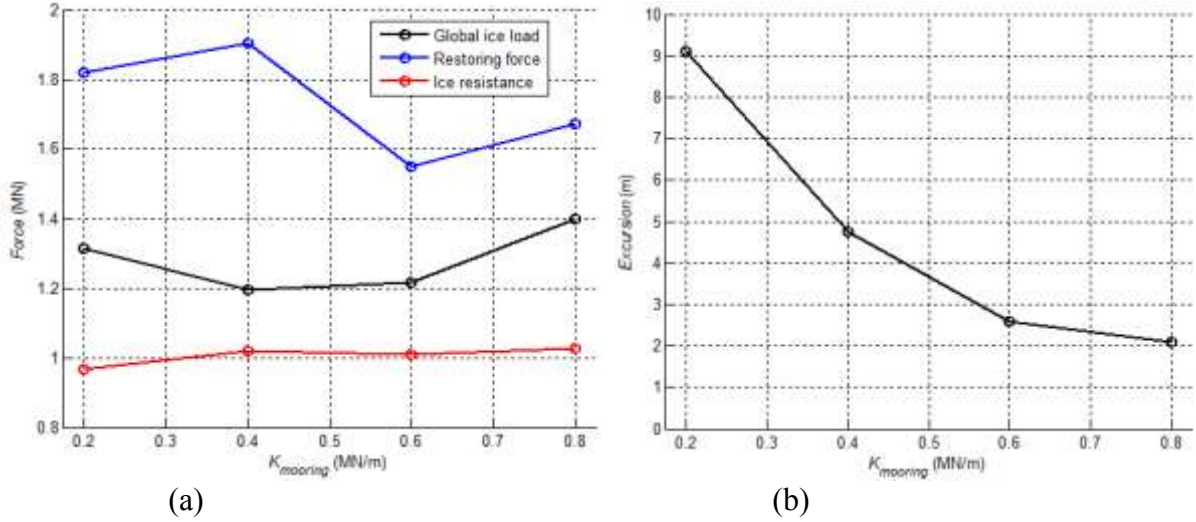 2
1.8
1.6
1.4
1.2
1
0.8
Force (MN)
Global ice load
Restoring force
Ice resistance
0.2 0.3 0.4 0.5 0.6 0.7 0.8
K_mooring (MN/m)
(a)
10
9
8
7
6
5
4
3
2
1
0
Excursion (m)
0.2 0.3 0.4 0.5 0.6 0.7 0.8
K_mooring (MN/m)
(b)